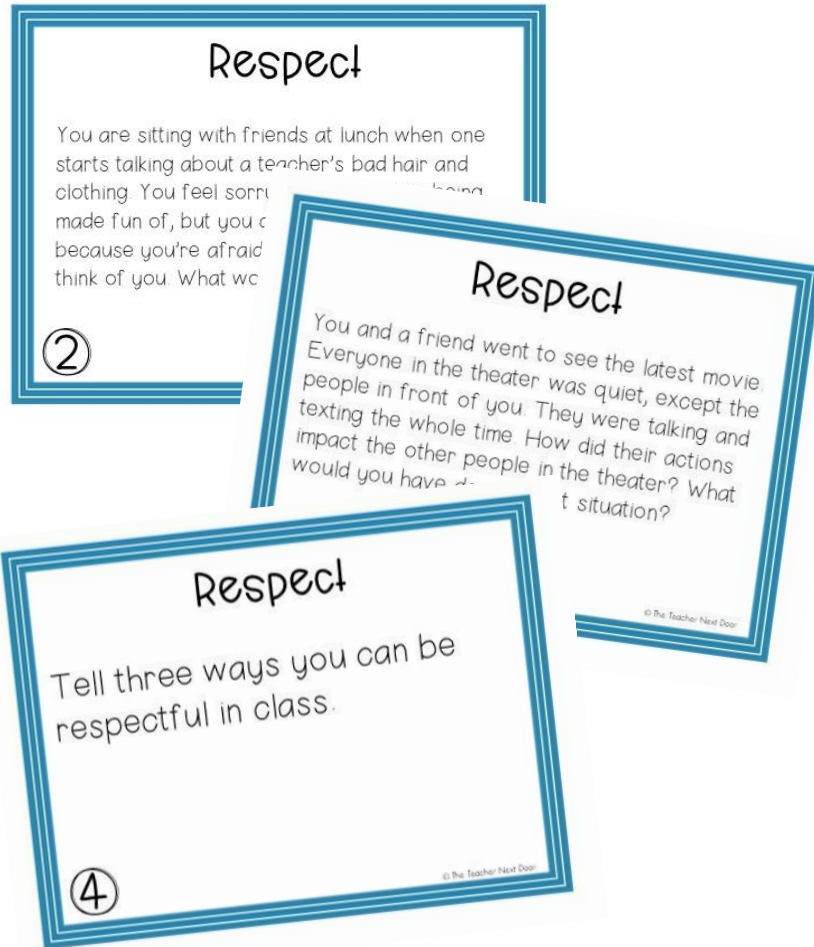 Respect
You are sitting with friends at lunch when one
starts talking about a teacher's bad hair and
clothing. You feel being
made fun of, but you
because you're afraid
think of you. What
2
Respect
You and a friend went to see the latest movie.
Everyone in the theater was quiet, except the
people in front of you. They were talking and
texting the whole time. How did their actions
impact the other people in the theater? What
would you have situation?
© The Teacher Next Door
Respect
Tell three ways you can be
respectful in class.
4
© The Teacher Next Door